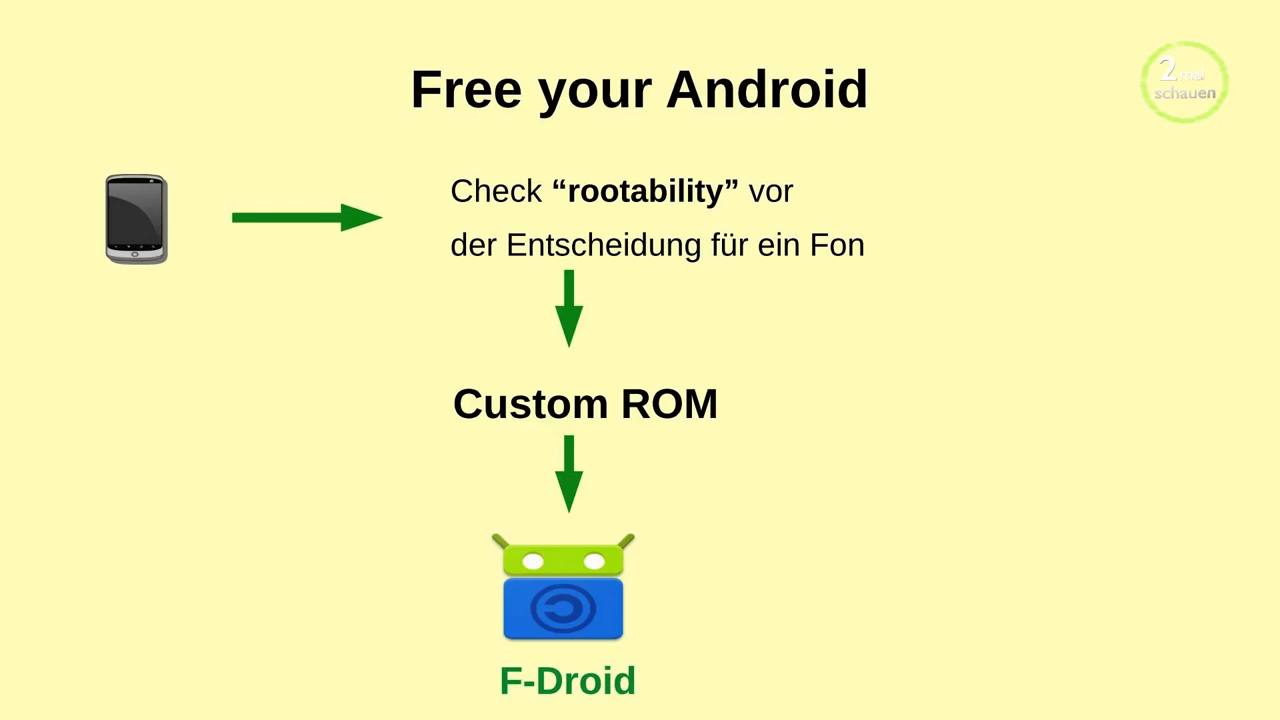 Free your Android
2 mal
schauen
Check “rootability” vor
der Entscheidung für ein Fon
Custom ROM
F-Droid